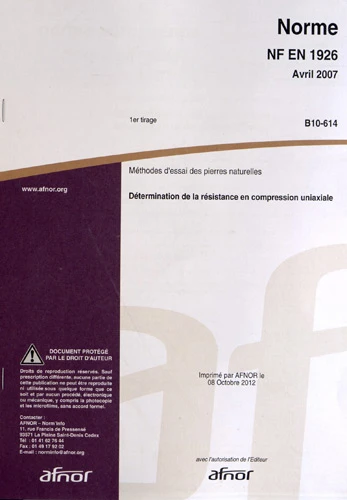 Norme
NF EN 1926
Avril 2007
1er tirage
B10-614
Méthodes d'essai des pierres naturelles
www.afnor.org
Détermination de la résistance en compression uniaxiale
DOCUMENT PROTÉGÉ
PAR LE DROIT D'AUTEUR
Droits de reproduction réservés. Sauf
prescription différente, aucune partie de
cette publication ne peut être reproduite
ni utilisée sous quelque forme que ce
soit et par aucun procédé, électronique
ou mécanique, y compris la photocopie
et les microfilms, sans accord formel.
Contacter :
AFNOR – Norm'Info
11, rue Francis de Pressensé
93571 La Plaine Saint-Denis Cedex
Tél : 01 41 62 76 44
Fax : 01 49 17 92 02
E-mail : norminfo@afnor.org
Imprimé par AFNOR le
08 Octobre 2012
avec l'autorisation de l'Editeur
afnor
afnor